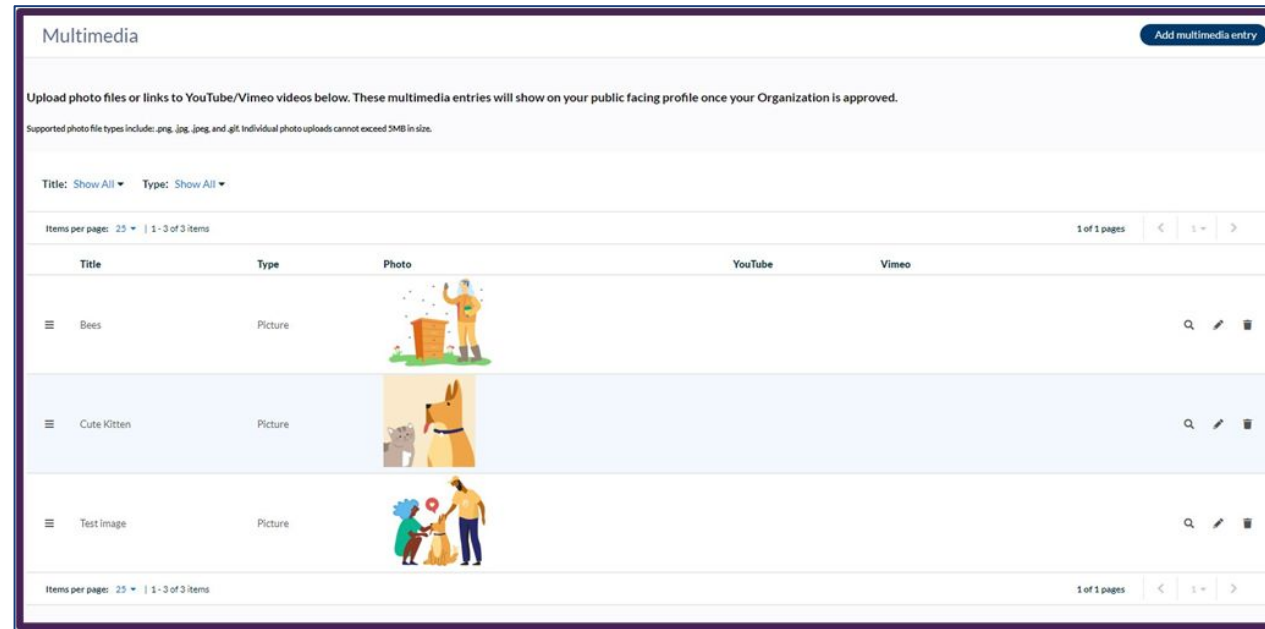 Multimedia
Add multimedia entry
Upload photo files or links to YouTube/Vimeo videos below. These multimedia entries will show on your public facing profile once your Organization is approved.
Supported photo file types include: .png, .jpg, .jpeg, and .git. Individual photo uploads cannot exceed 5MB in size.
Title: Show All Type: Show All
Items per page: 25 | 1 - 3 of 3 items 1 of 1 pages 1
Title Type Photo YouTube Vimeo
Bees Picture
Cute Kitten Picture
Test image Picture
Items per page: 25 | 1 - 3 of 3 items 1 of 1 pages 1